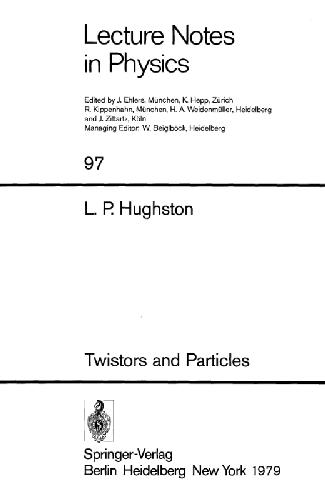 Lecture Notes
in Physics
Edited by J. Ehlers, München, K. Hepp, Zürich
R. Kippenhahn, München, H. A. Weidenmüller, Heidelberg
and J. Zittartz, Köln
Managing Editor: W. Beiglböck, Heidelberg
97
L. P. Hughston
Twistors and Particles
Springer-Verlag
Berlin Heidelberg New York 1979